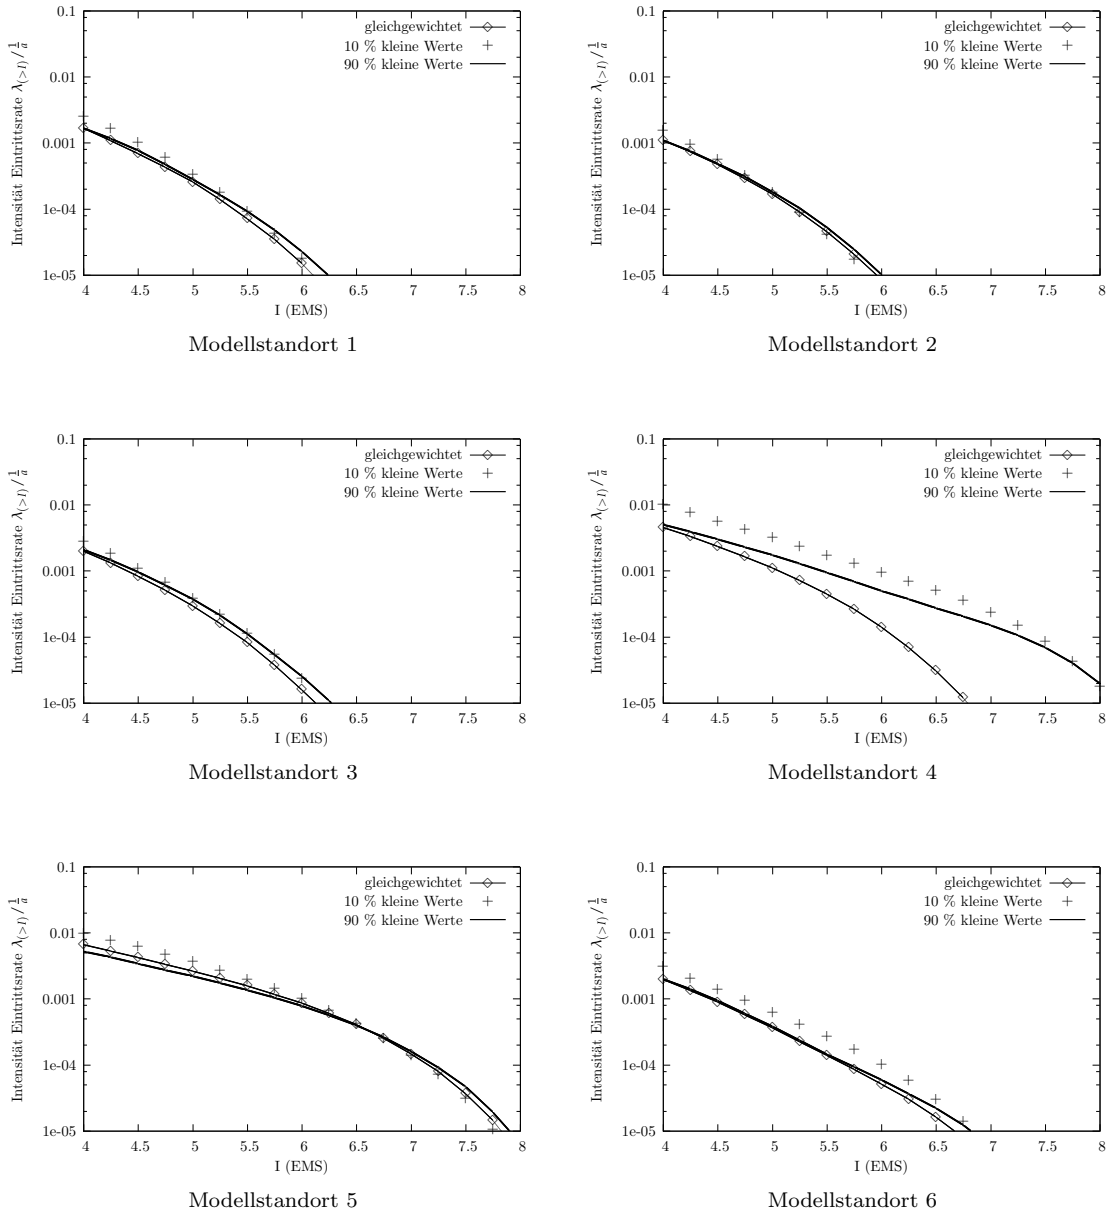 0.1
0.01
0.001
1e-04
1e-05
4 4.5 5 5.5 6 6.5 7 7.5 8
Intensität Eintrittsrate λ(>I)/1/a
I (EMS)
gleichgewichtet
10 % kleine Werte
90 % kleine Werte
Modellstandort 1
0.1
0.01
0.001
1e-04
1e-05
4 4.5 5 5.5 6 6.5 7 7.5 8
Intensität Eintrittsrate λ(>I)/1/a
I (EMS)
gleichgewichtet
10 % kleine Werte
90 % kleine Werte
Modellstandort 2
0.1
0.01
0.001
1e-04
1e-05
4 4.5 5 5.5 6 6.5 7 7.5 8
Intensität Eintrittsrate λ(>I)/1/a
I (EMS)
gleichgewichtet
10 % kleine Werte
90 % kleine Werte
Modellstandort 3
0.1
0.01
0.001
1e-04
1e-05
4 4.5 5 5.5 6 6.5 7 7.5 8
Intensität Eintrittsrate λ(>I)/1/a
I (EMS)
gleichgewichtet
10 % kleine Werte
90 % kleine Werte
Modellstandort 4
0.1
0.01
0.001
1e-04
1e-05
4 4.5 5 5.5 6 6.5 7 7.5 8
Intensität Eintrittsrate λ(>I)/1/a
I (EMS)
gleichgewichtet
10 % kleine Werte
90 % kleine Werte
Modellstandort 5
0.1
0.01
0.001
1e-04
1e-05
4 4.5 5 5.5 6 6.5 7 7.5 8
Intensität Eintrittsrate λ(>I)/1/a
I (EMS)
gleichgewichtet
10 % kleine Werte
90 % kleine Werte
Modellstandort 6